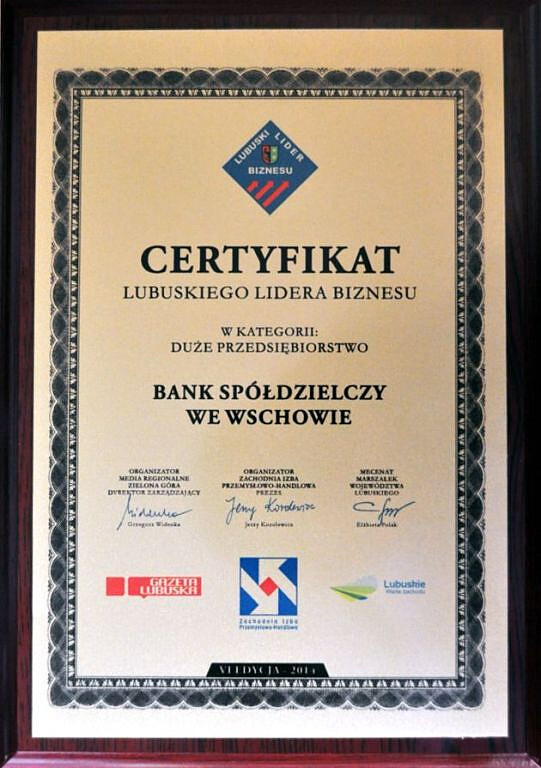 LUBUSKI LIDER
BIZNESU
CERTYFIKAT
LUBUSKIEGO LIDERA BIZNESU
W KATEGORII:
DUŻE PRZEDSIĘBIORSTWO
BANK SPÓŁDZIELCZY
WE WSCHOWIE
ORGANIZATOR
MEDIA REGIONALNE
ZIELONA GÓRA
DYREKTOR ZARZĄDZAJĄCY
Grzegorz Widenka
ORGANIZATOR
ZACHODNIA IZBA
PRZEMYSŁOWO-HANDLOWA
PREZES
Jerzy Korolewicz
MECENAT
MARSZAŁEK
WOJEWÓDZTWA
LUBUSKIEGO
Elżbieta Polak
GAZETA
LUBUSKA
Zachodnia Izba
Przemysłowo-Handlowa
Lubuskie
Warte zachodu
VI EDYCJA - 2014